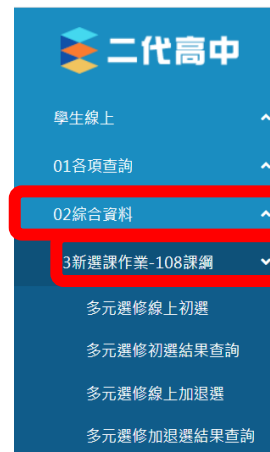 二代高中
學生線上
01各項查詢
02綜合資料
3新選課作業-108課綱
多元選修線上初選
多元選修初選結果查詢
多元選修線上加退選
多元選修加退選結果查詢